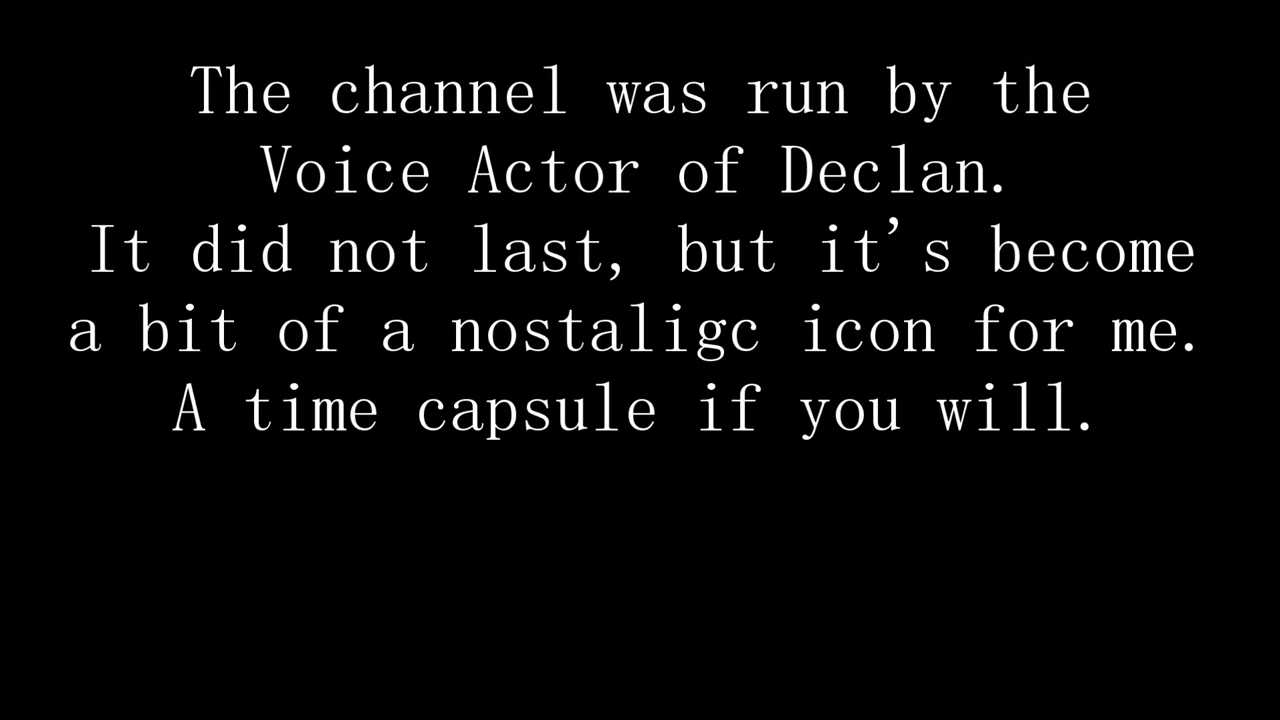 The channel was run by the
Voice Actor of Declan.
It did not last, but it's become
a bit of a nostaligc icon for me.
A time capsule if you will.